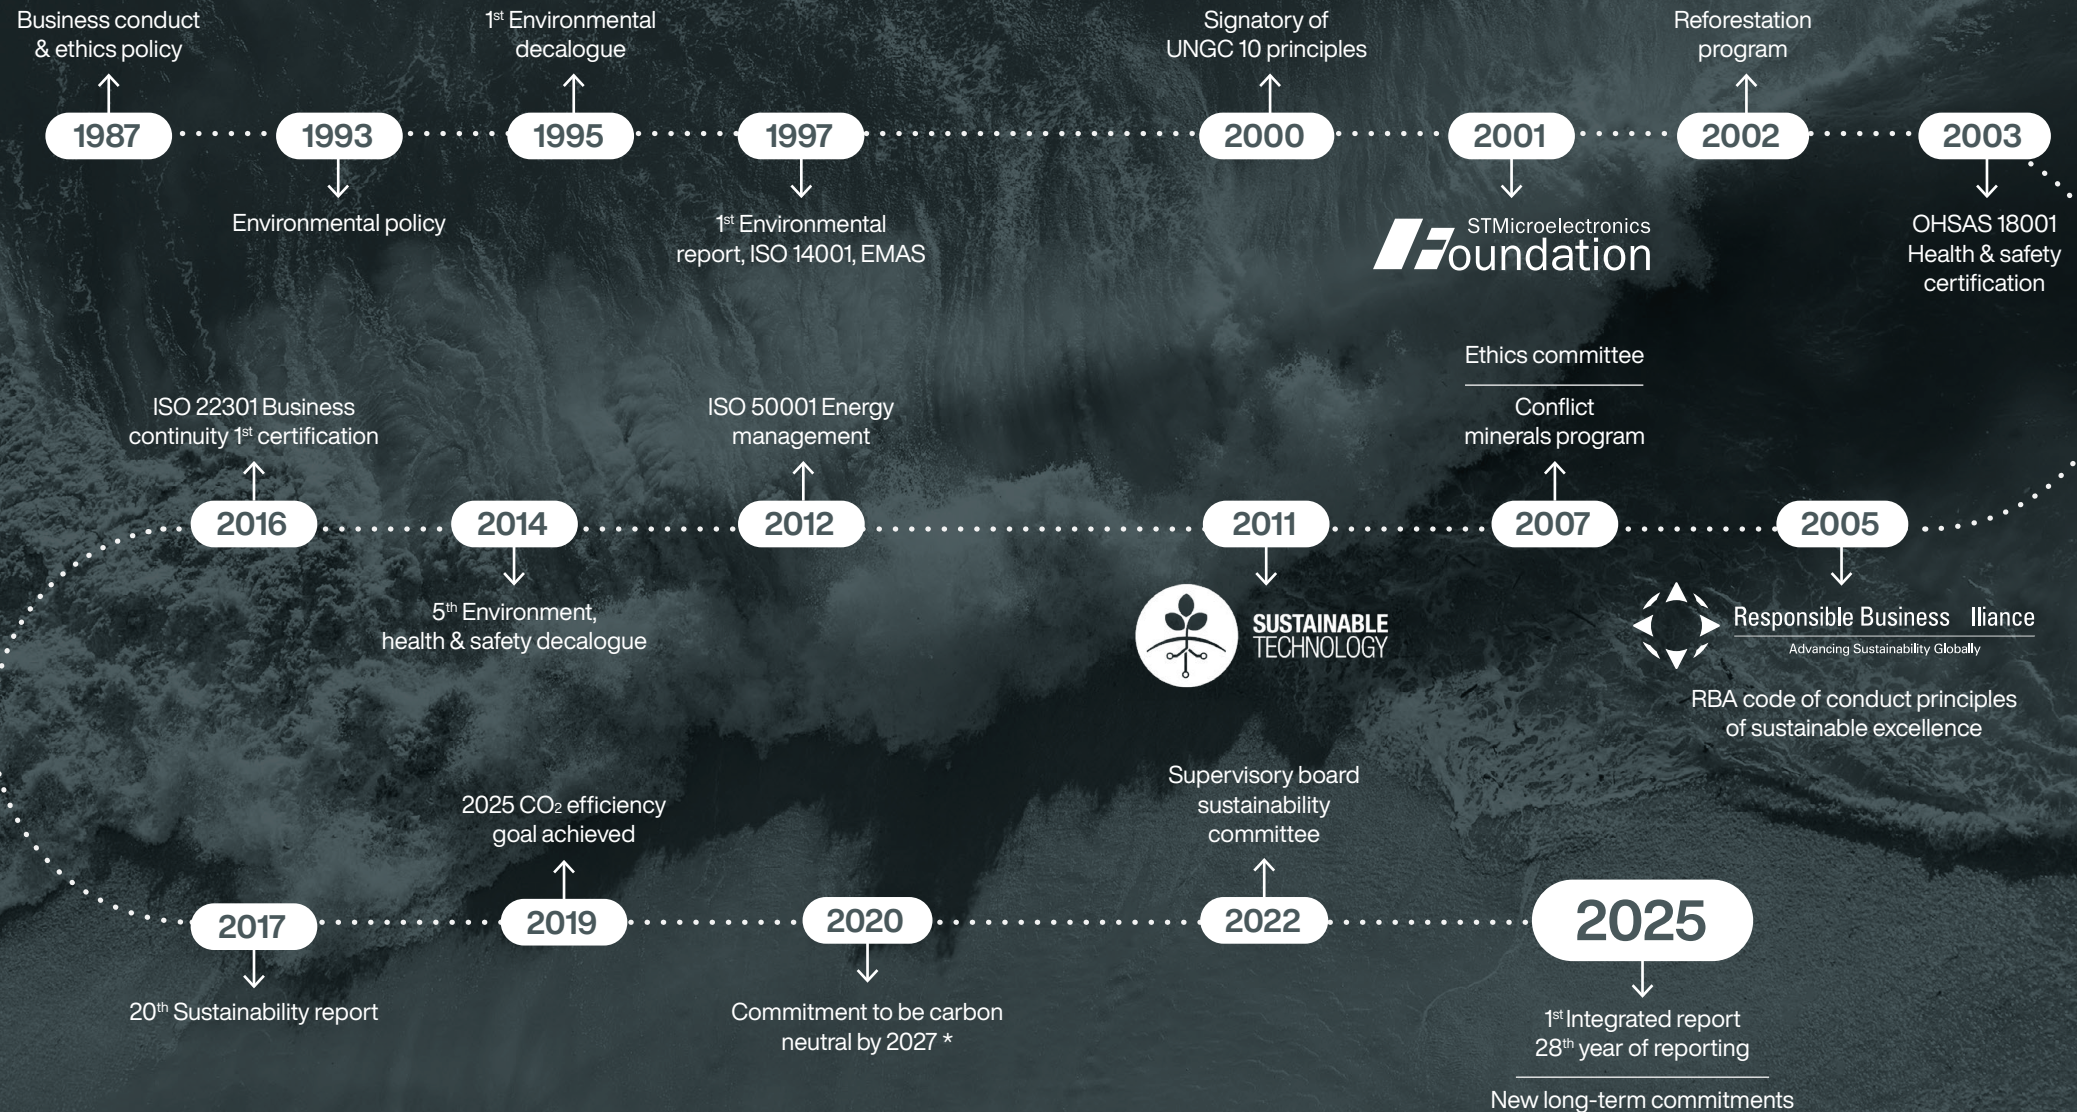 Business conduct
& ethics policy
1st Environmental
decalogue
Signatory of
UNGC 10 principles
Reforestation
program
1987
1993
1995
1997
2000
2001
2002
2003
Environmental policy
1st Environmental
report, ISO 14001, EMAS
STMicroelectronics
Foundation
OHSAS 18001
Health & safety
certification
Ethics committee
Conflict
minerals program
ISO 22301 Business
continuity 1st certification
ISO 50001 Energy
management
2016
2014
2012
2011
2007
2005
5th Environment,
health & safety decalogue
SUSTAINABLE
TECHNOLOGY
Responsible Business lliance
Advancing Sustainability Globally
RBA code of conduct principles
of sustainable excellence
2025 CO2 efficiency
goal achieved
Supervisory board
sustainability
committee
2017
2019
2020
2022
2025
20th Sustainability report
Commitment to be carbon
neutral by 2027 *
1st Integrated report
28th year of reporting
New long-term commitments